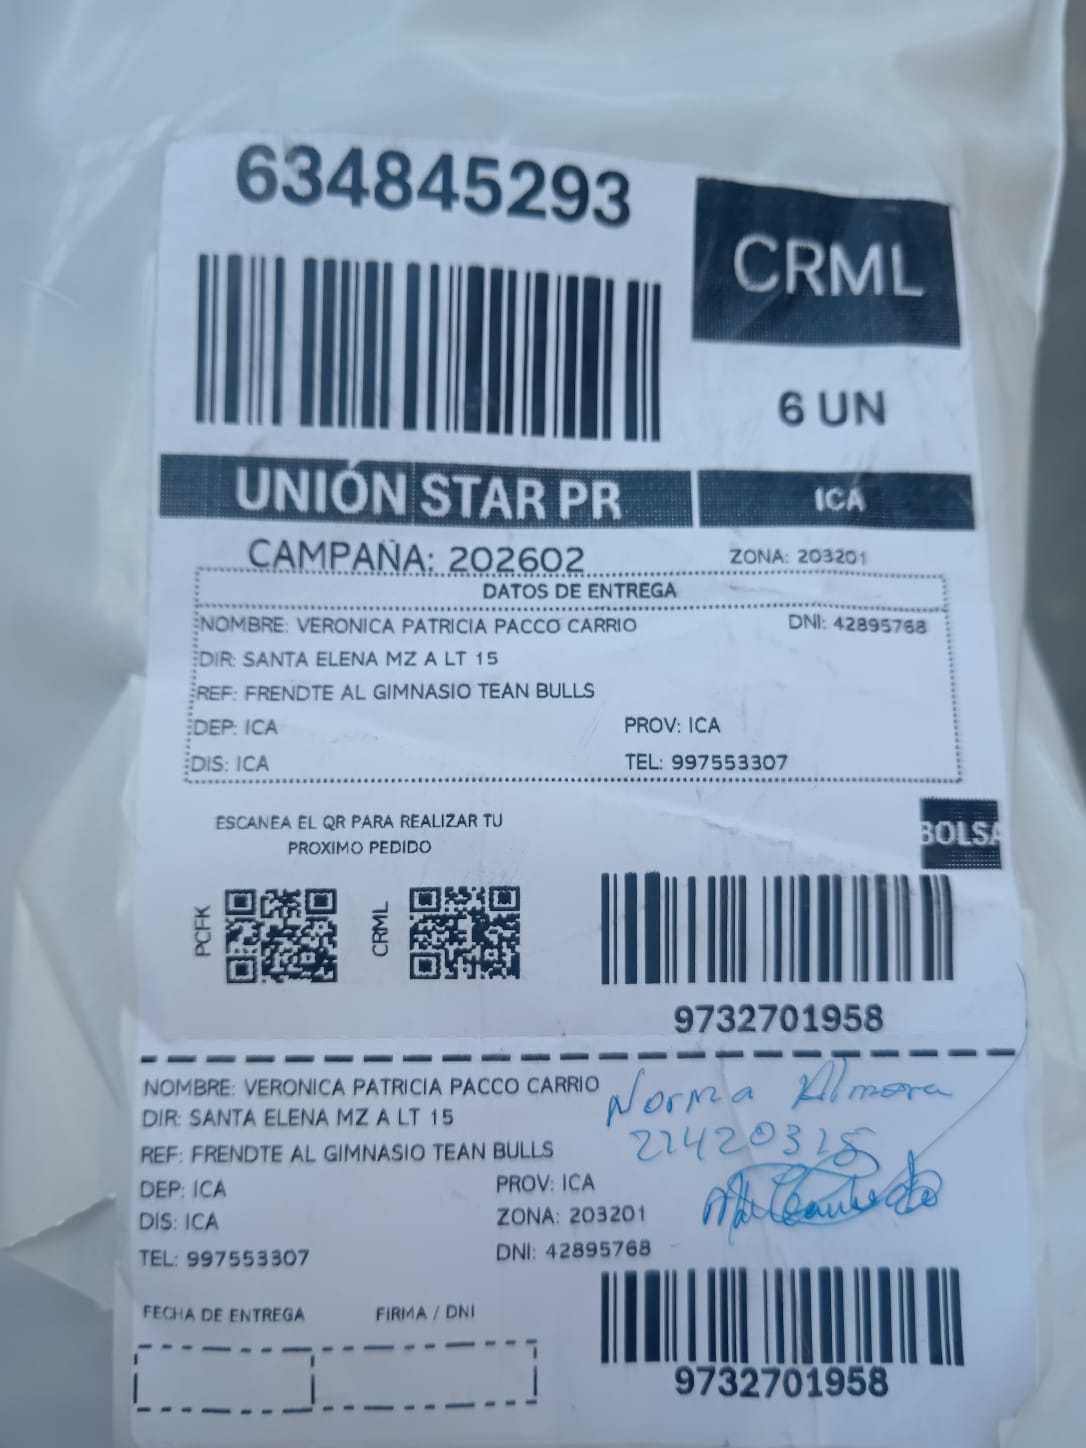 634845293
CRML
6 UN
UNIÓN STAR PR
ICA
CAMPAÑA: 202602
ZONA: 203201
DATOS DE ENTREGA
NOMBRE: VERONICA PATRICIA PACCO CARRIO DNI: 42895768
DIR: SANTA ELENA MZ A LT 15
REF: FRENDTE AL GIMNASIO TEAN BULLS
DEP: ICA PROV: ICA
DIS: ICA TEL: 997553307
ESCANEA EL QR PARA REALIZAR TU
PROXIMO PEDIDO
BOLSA
PCFK
CRML
9732701958
NOMBRE: VERONICA PATRICIA PACCO CARRIO
DIR: SANTA ELENA MZ A LT 15
REF: FRENDTE AL GIMNASIO TEAN BULLS
DEP: ICA PROV: ICA
DIS: ICA ZONA: 203201
TEL: 997553307 DNI: 42895768
Norma Almora
FECHA DE ENTREGA FIRMA / DNI
9732701958